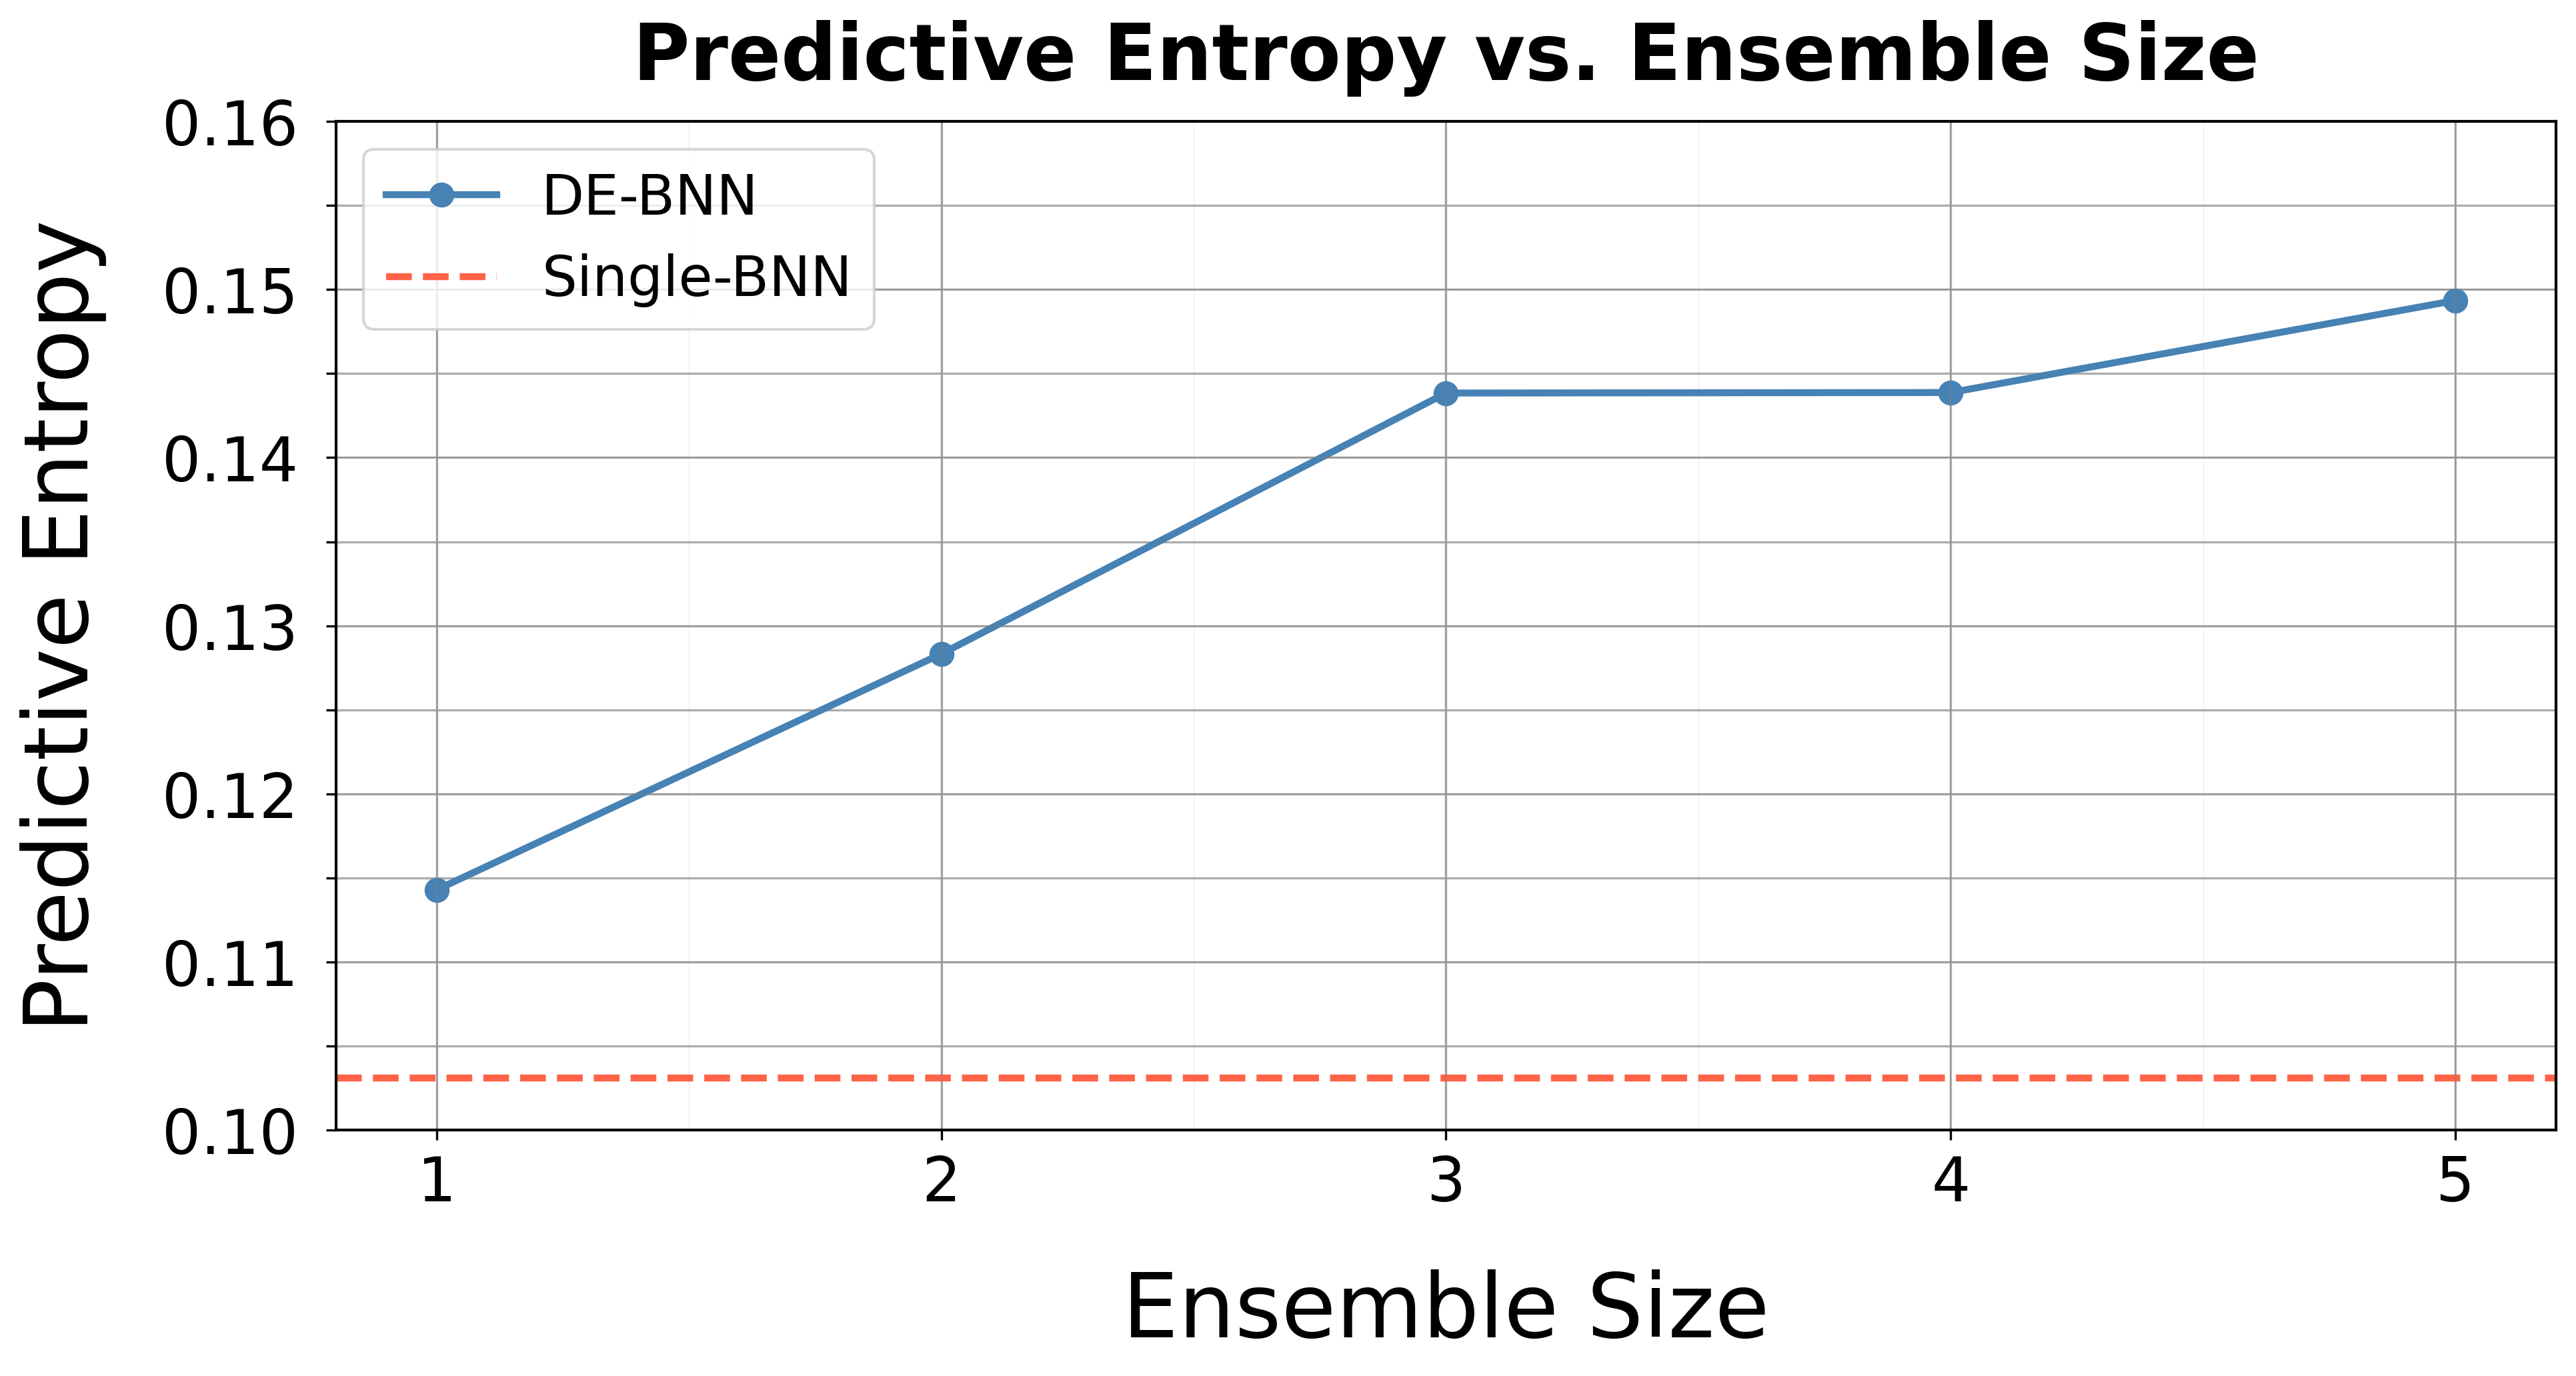 Predictive Entropy vs. Ensemble Size
Predictive Entropy
0.16
0.15
0.14
0.13
0.12
0.11
0.10
DE-BNN
Single-BNN
1 2 3 4 5
Ensemble Size